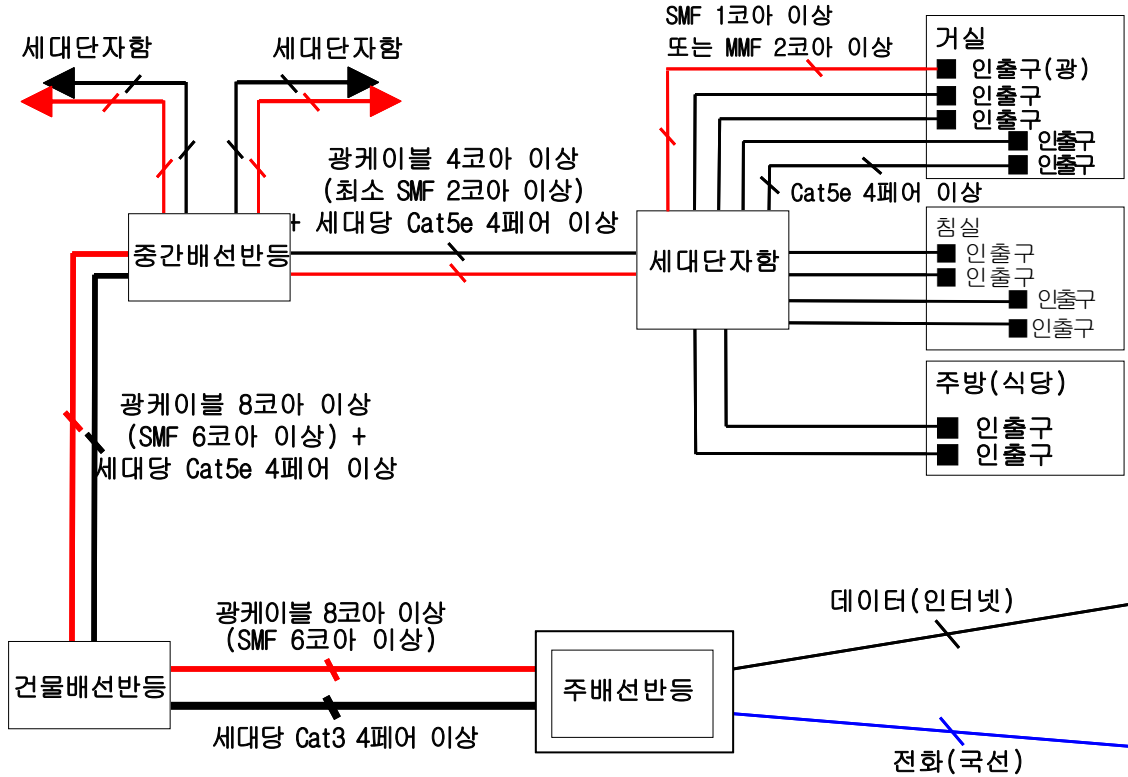 SMF 1코아 이상
또는 MMF 2코아 이상
세대단자함
세대단자함
거실
인출구(광)
인출구
인출구
인출구
인출구
Cat5e 4페어 이상
광케이블 4코아 이상
(최소 SMF 2코아 이상)
+ 세대당 Cat5e 4페어 이상
중간배선반등
세대단자함
침실
인출구
인출구
인출구
인출구
주방(식당)
인출구
인출구
광케이블 8코아 이상
(SMF 6코아 이상) +
세대당 Cat5e 4페어 이상
데이터(인터넷)
광케이블 8코아 이상
(SMF 6코아 이상)
건물배선반등
주배선반등
세대당 Cat3 4페어 이상
전화(국선)